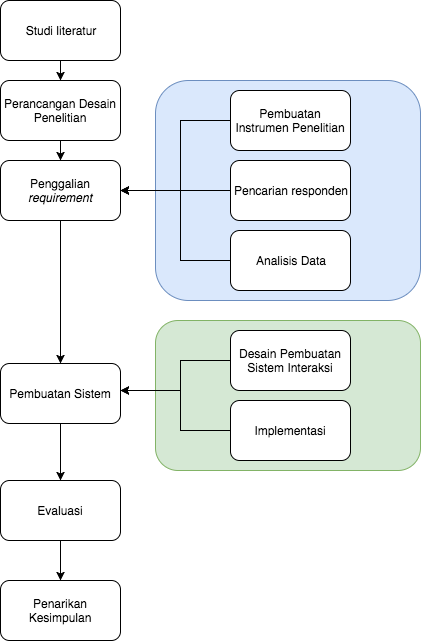 Studi literatur
Perancangan Desain
Penelitian
Pembuatan
Instrumen Penelitian
Penggalian
requirement
Pencarian responden
Analisis Data
Desain Pembuatan
Sistem Interaksi
Pembuatan Sistem
Implementasi
Evaluasi
Penarikan
Kesimpulan